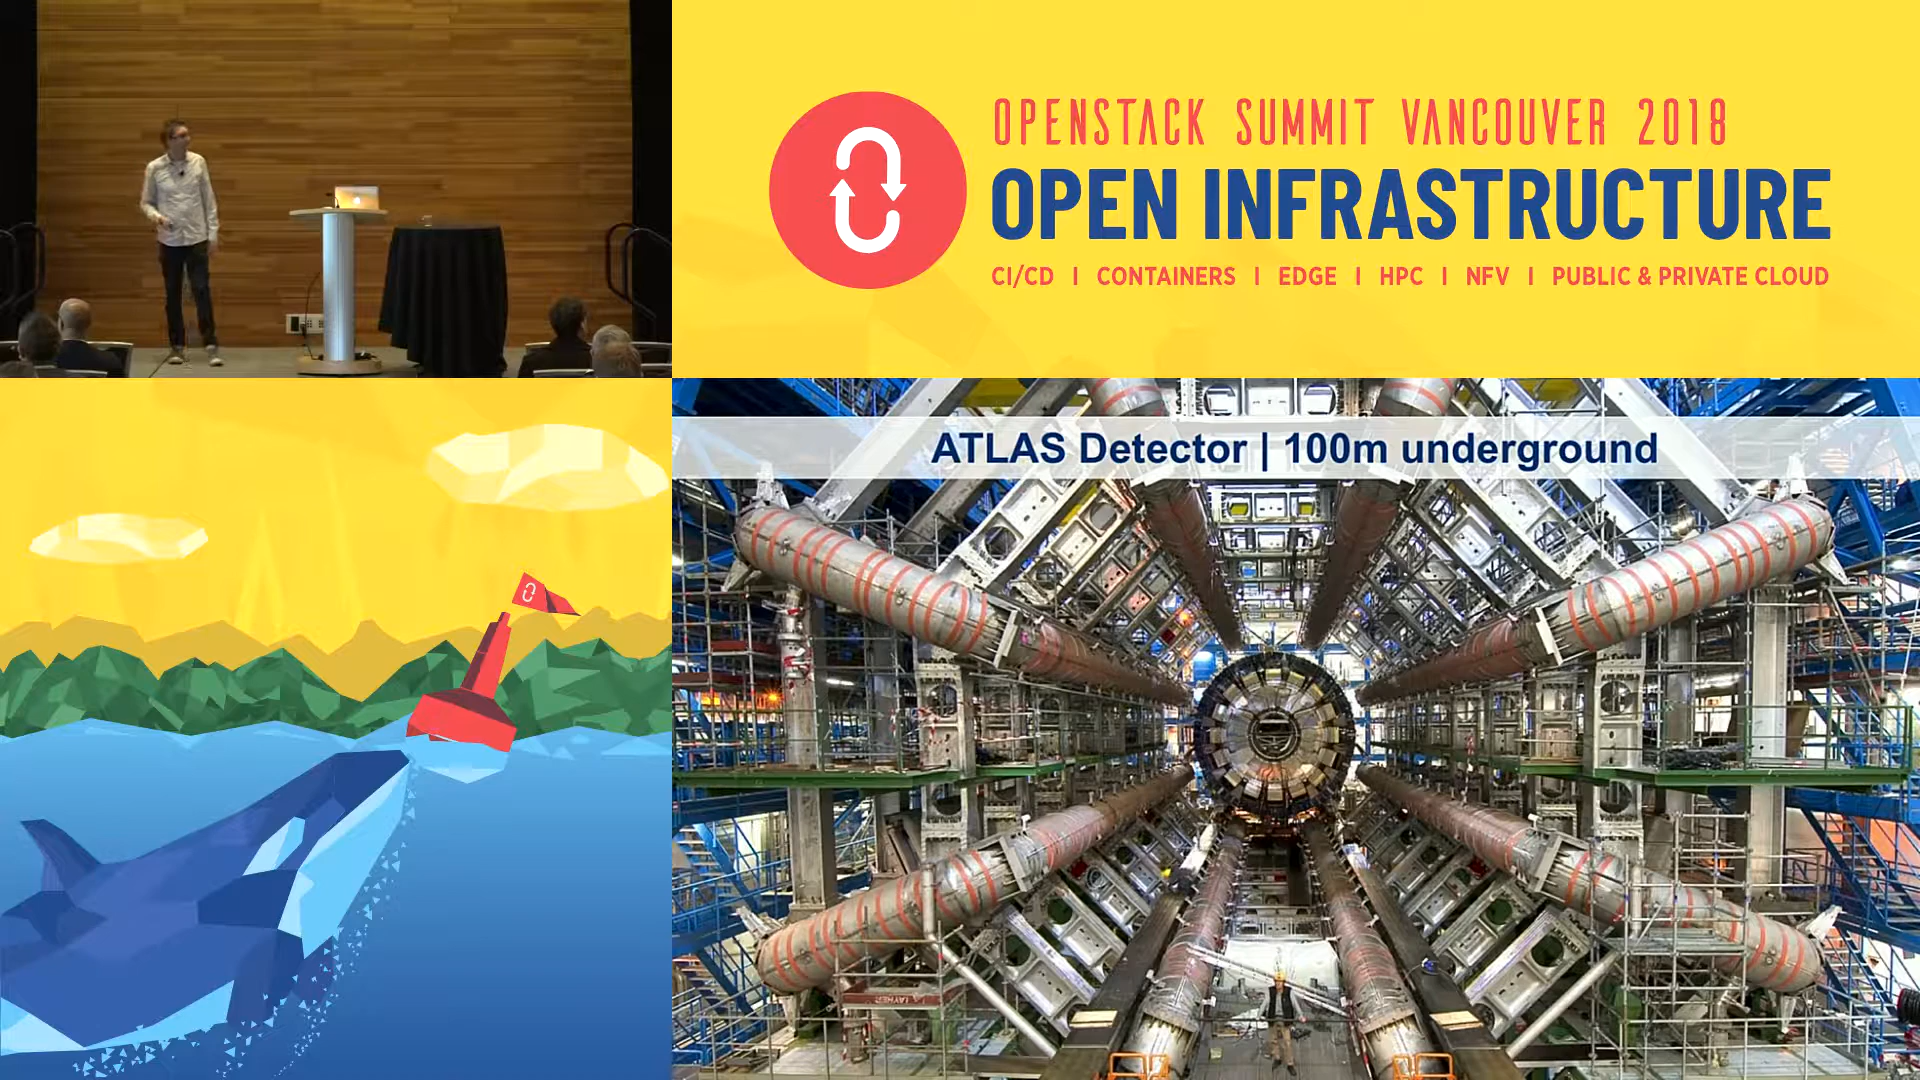 OPENSTACK SUMMIT VANCOUVER 2018
OPEN INFRASTRUCTURE
CI/CD | CONTAINERS | EDGE | HPC | NFV | PUBLIC & PRIVATE CLOUD
ATLAS Detector | 100m underground
LAYHER